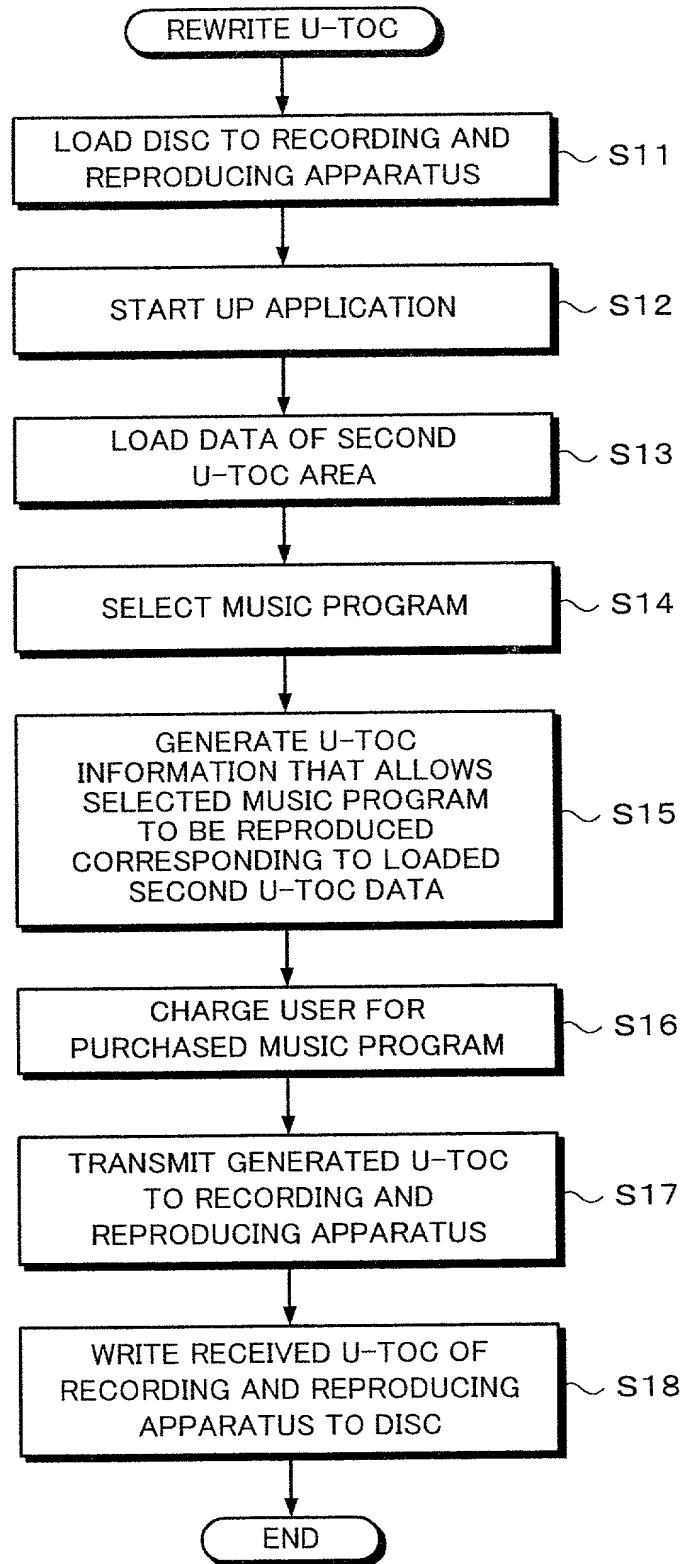 REWRITE U-TOC
LOAD DISC TO RECORDING AND
REPRODUCING APPARATUS
S11
START UP APPLICATION
S12
LOAD DATA OF SECOND
U-TOC AREA
S13
SELECT MUSIC PROGRAM
S14
GENERATE U-TOC
INFORMATION THAT ALLOWS
SELECTED MUSIC PROGRAM
TO BE REPRODUCED
CORRESPONDING TO LOADED
SECOND U-TOC DATA
S15
CHARGE USER FOR
PURCHASED MUSIC PROGRAM
S16
TRANSMIT GENERATED U-TOC
TO RECORDING AND
REPRODUCING APPARATUS
S17
WRITE RECEIVED U-TOC OF
RECORDING AND REPRODUCING
APPARATUS TO DISC
S18
END